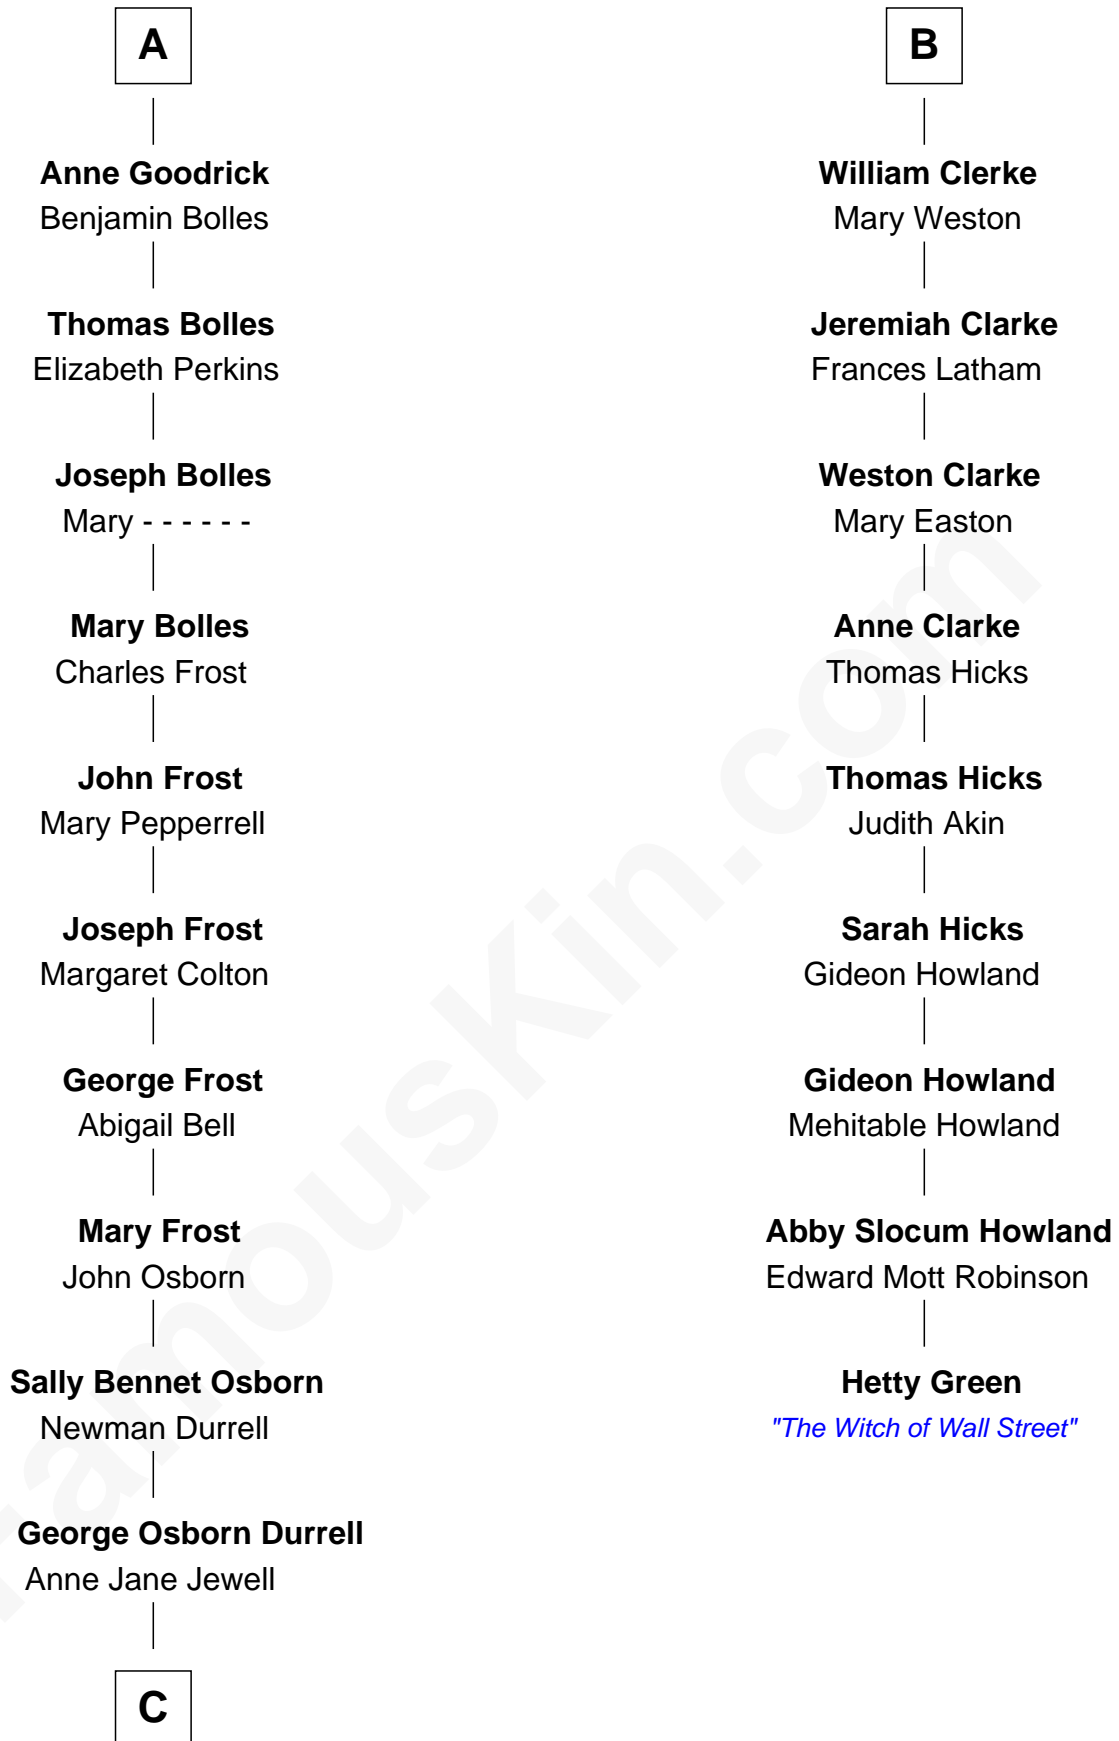 A
Anne Goodrick
Benjamin Bolles
Thomas Bolles
Elizabeth Perkins
Joseph Bolles
Mary - - - - - -
Mary Bolles
Charles Frost
John Frost
Mary Pepperrell
Joseph Frost
Margaret Colton
George Frost
Abigail Bell
Mary Frost
John Osborn
Sally Bennet Osborn
Newman Durrell
George Osborn Durrell
Anne Jane Jewell
C
B
William Clerke
Mary Weston
Jeremiah Clarke
Frances Latham
Weston Clarke
Mary Easton
Anne Clarke
Thomas Hicks
Thomas Hicks
Judith Akin
Sarah Hicks
Gideon Howland
Gideon Howland
Mehitable Howland
Abby Slocum Howland
Edward Mott Robinson
Hetty Green
"The Witch of Wall Street"
FamousKin.com